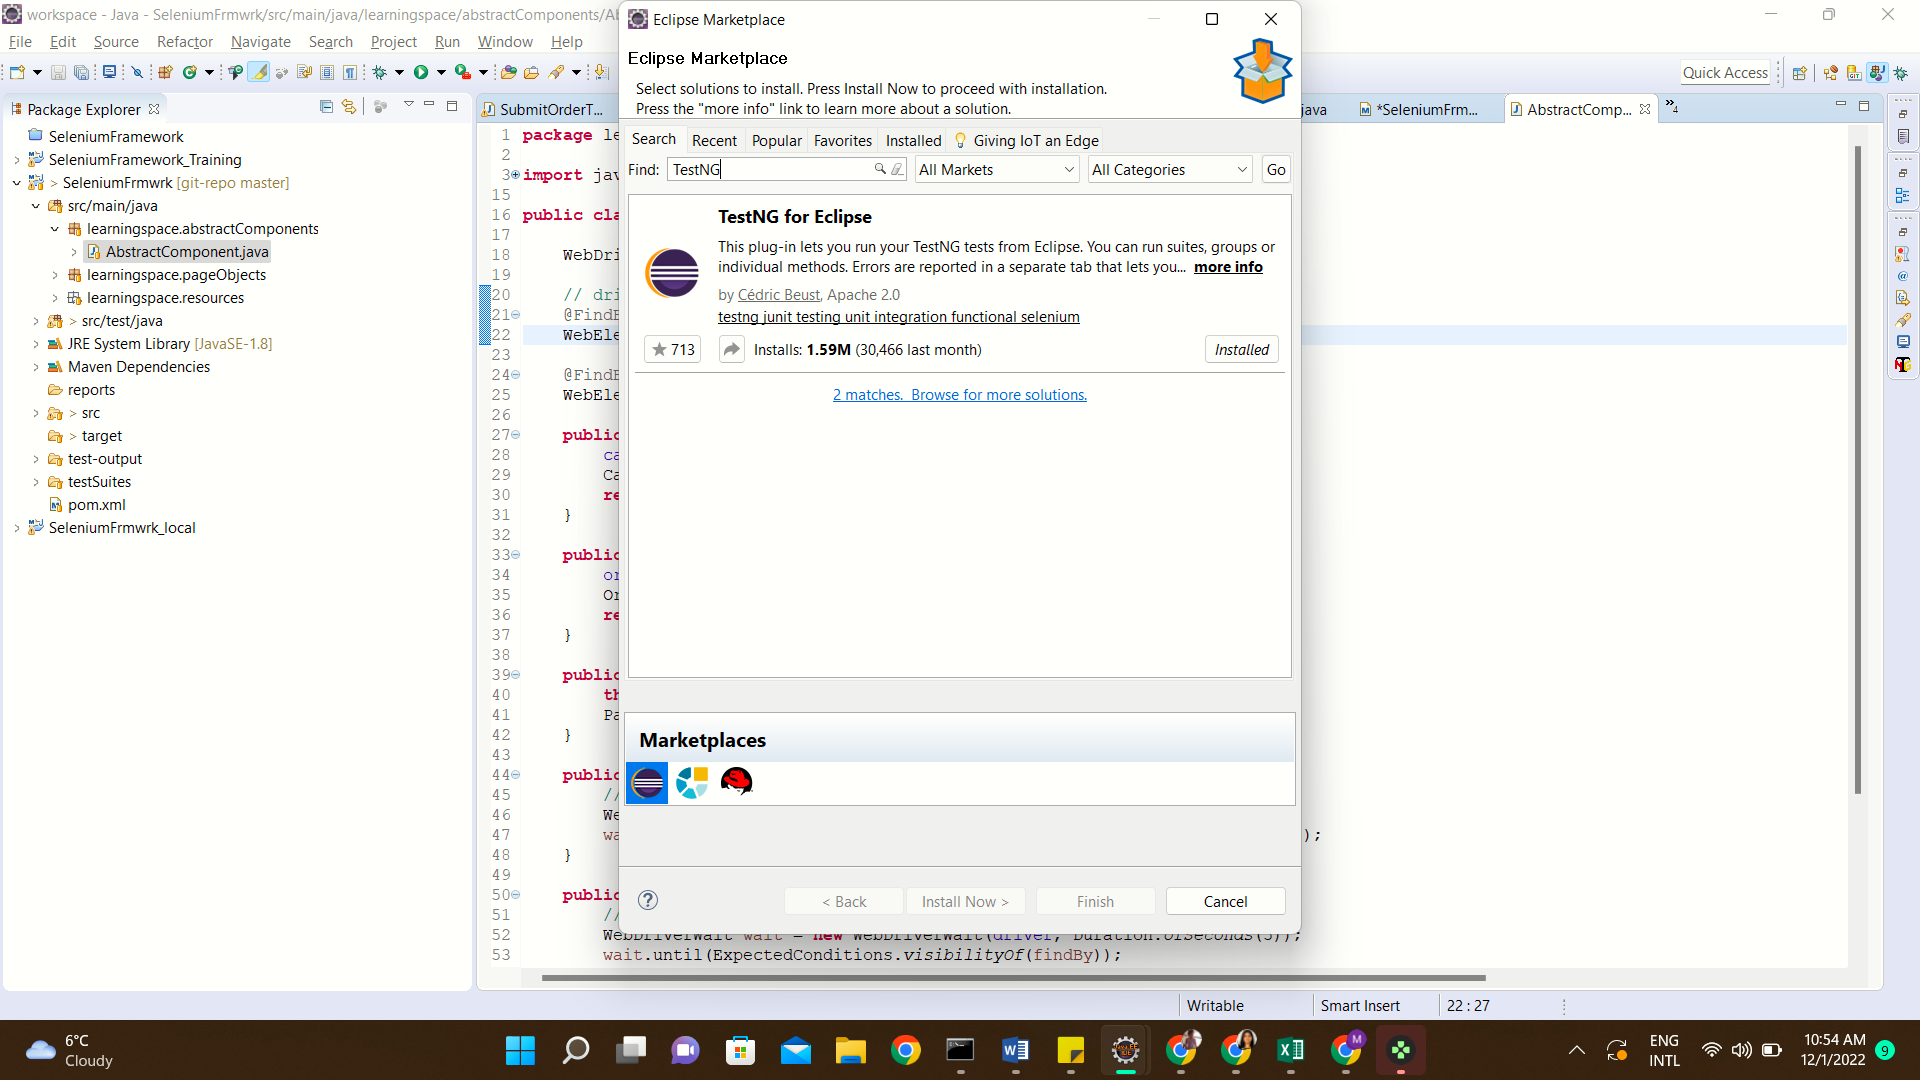 workspace - Java - SeleniumFrmwrk/src/main/java/learningspace/abstractComponents/Ab
File Edit Source Refactor Navigate Search Project Run Window Help
Quick Access
Package Explorer
SeleniumFramework
SeleniumFramework_Training
> SeleniumFrmwrk [git-repo master]
src/main/java
learningspace.abstractComponents
AbstractComponent.java
learningspace.pageObjects
learningspace.resources
> src/test/java
JRE System Library [JavaSE-1.8]
Maven Dependencies
reports
> src
> target
test-output
testSuites
pom.xml
SeleniumFrmwrk_local
SubmitOrderT...
java
*SeleniumFrm...
AbstractComp...
»4
1 package le
2
3 import jav
15
16 public cla
17
18 WebDri
19
20 // dri
21 @FindB
22 WebEle
23
24 @FindB
25 WebEle
26
27 public
28 ca
29 Ca
30 re
31 }
32
33 public
34 or
35 Or
36 re
37 }
38
39 public
40 th
41 Pa
42 }
43
44 public
45 //
46 We
47 wa );
48 }
49
50 public
51 //
52 WebDriverWait wait = new WebDriverWait(driver, Duration.ofSeconds(5));
53 wait.until(ExpectedConditions.visibilityOf(findBy));
Eclipse Marketplace
Eclipse Marketplace
Select solutions to install. Press Install Now to proceed with installation.
Press the "more info" link to learn more about a solution.
Search Recent Popular Favorites Installed Giving IoT an Edge
Find: TestNG All Markets All Categories Go
TestNG for Eclipse
This plug-in lets you run your TestNG tests from Eclipse. You can run suites, groups or
individual methods. Errors are reported in a separate tab that lets you... more info
by Cédric Beust, Apache 2.0
testng junit testing unit integration functional selenium
713 Installs: 1.59M (30,466 last month) Installed
2 matches. Browse for more solutions.
Marketplaces
< Back Install Now > Finish Cancel
Writable Smart Insert 22 : 27
6°C
Cloudy
ENG
INTL
10:54 AM
12/1/2022
9